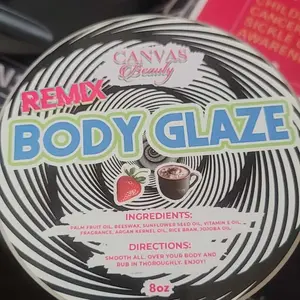 CANVAS
Beauty
REMIX
BODY GLAZE
INGREDIENTS:
PALM FRUIT OIL, BEESWAX, SUNFLOWER SEED OIL, VITAMIN E OIL,
FRAGRANCE, ARGAN KERNEL OIL, RICE BRAN, JOJOBA OIL.
DIRECTIONS:
SMOOTH ALL OVER YOUR BODY AND
RUB IN THOROUGHLY. ENJOY!
8oz